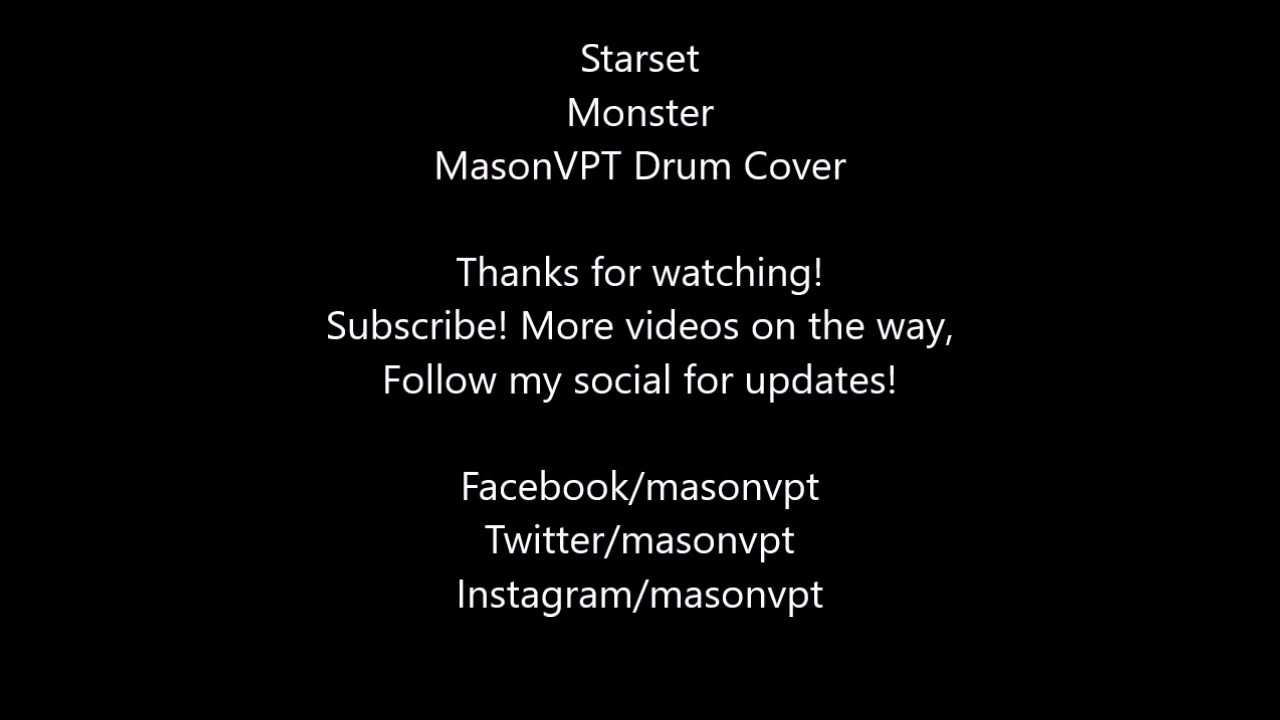 Starset
Monster
MasonVPT Drum Cover
Thanks for watching!
Subscribe! More videos on the way,
Follow my social for updates!
Facebook/masonvpt
Twitter/masonvpt
Instagram/masonvpt